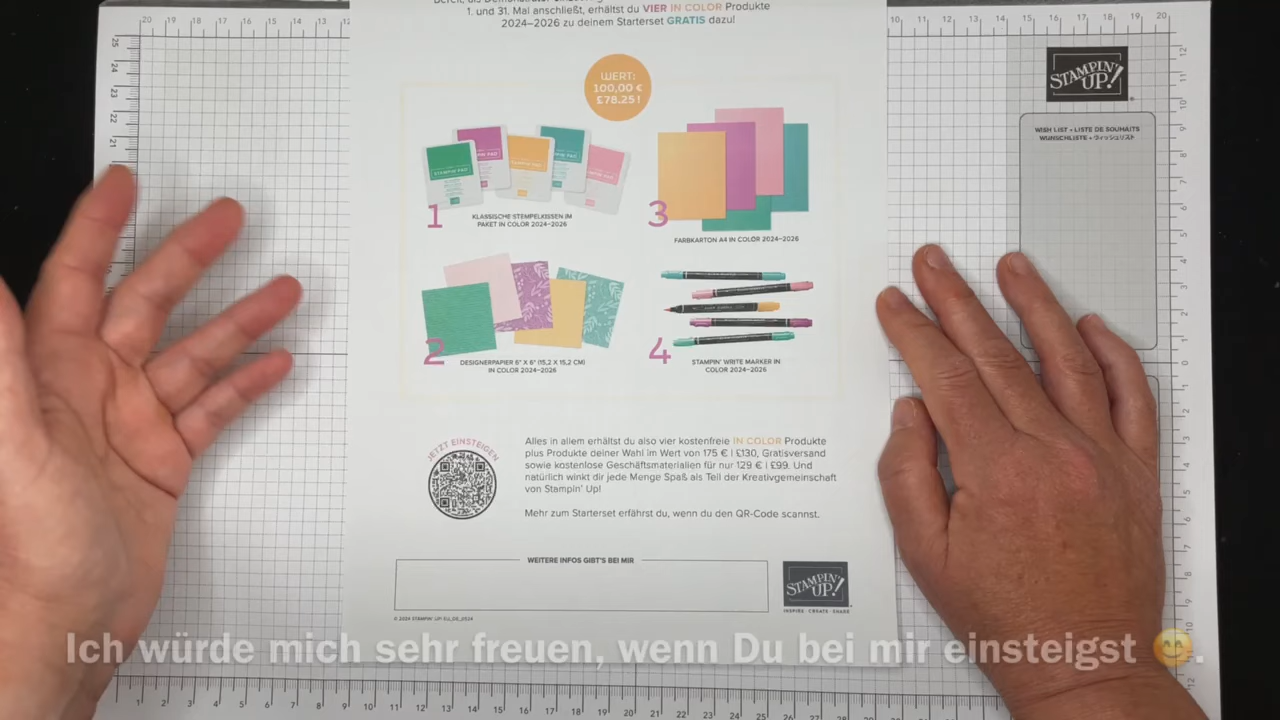 1. und 31. Mai anschließt, erhältst du VIER IN COLOR Produkte
2024–2026 zu deinem Starterset GRATIS dazu!
WERT:
100,00 €
£78,25!
1
KLASSISCHE STEMPELKISSEN IM
PAKET IN COLOR 2024–2026
3
FARBKARTON A4 IN COLOR 2024–2026
2
DESIGNERPAPIER 6" X 6" (15,2 X 15,2 CM)
IN COLOR 2024–2026
4
STAMPIN' WRITE MARKER IN
COLOR 2024–2026
JETZT EINSTEIGEN
Alles in allem erhältst du also vier kostenfreie IN COLOR Produkte
plus Produkte deiner Wahl im Wert von 175 € | £130, Gratisversand
sowie kostenlose Geschäftsmaterialien für nur 129 € | £99. Und
natürlich winkt dir jede Menge Spaß als Teil der Kreativgemeinschaft
von Stampin' Up!
Mehr zum Starterset erfährst du, wenn du den QR-Code scannst.
WEITERE INFOS GIBT'S BEI MIR
STAMPIN' UP!
INSPIRE · CREATE · SHARE
STAMPIN' UP!
WISH LIST • LISTE DE SOUHAITS
WUNSCHLISTE • ウィッシュリスト
Ich würde mich sehr freuen, wenn Du bei mir einsteigst 😊.